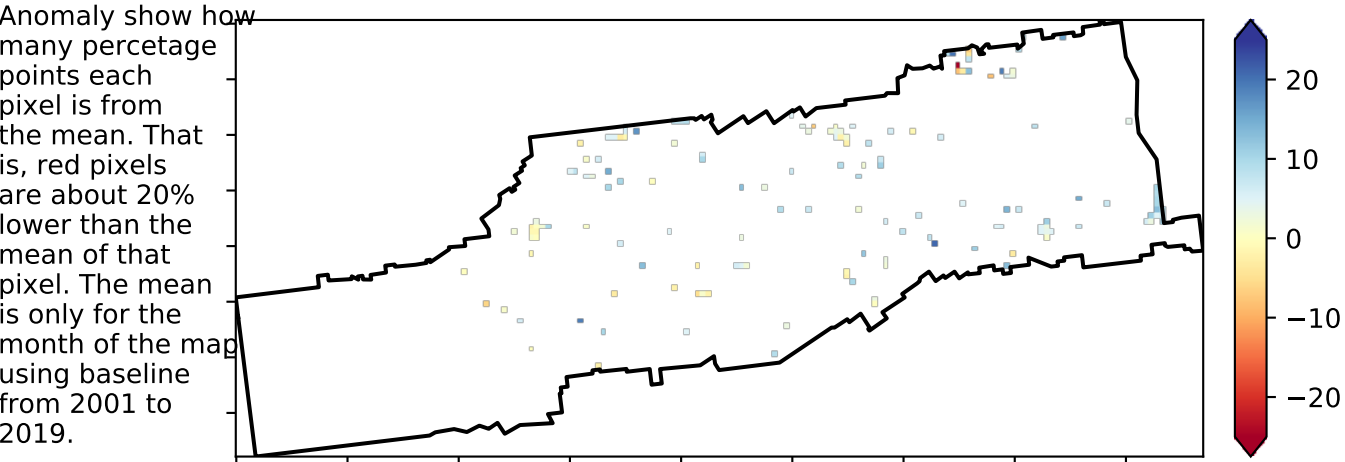 Anomaly show how
many percetage
points each
pixel is from
the mean. That
is, red pixels
are about 20%
lower than the
mean of that
pixel. The mean
is only for the
month of the map
using baseline
from 2001 to
2019.
20
10
0
−10
−20